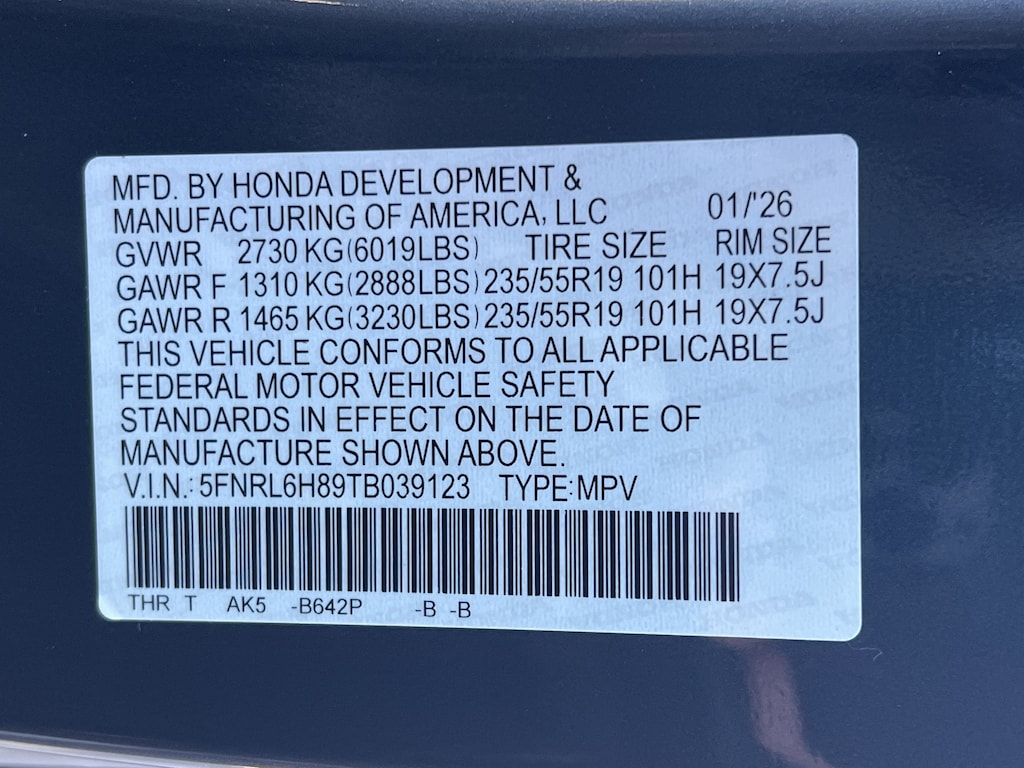 MFD. BY HONDA DEVELOPMENT &
MANUFACTURING OF AMERICA, LLC 01/'26
GVWR 2730 KG(6019LBS) TIRE SIZE RIM SIZE
GAWR F 1310 KG(2888LBS) 235/55R19 101H 19X7.5J
GAWR R 1465 KG(3230LBS) 235/55R19 101H 19X7.5J
THIS VEHICLE CONFORMS TO ALL APPLICABLE
FEDERAL MOTOR VEHICLE SAFETY
STANDARDS IN EFFECT ON THE DATE OF
MANUFACTURE SHOWN ABOVE.
V.I.N.: 5FNRL6H89TB039123 TYPE:MPV
THR T AK5 -B642P -B -B